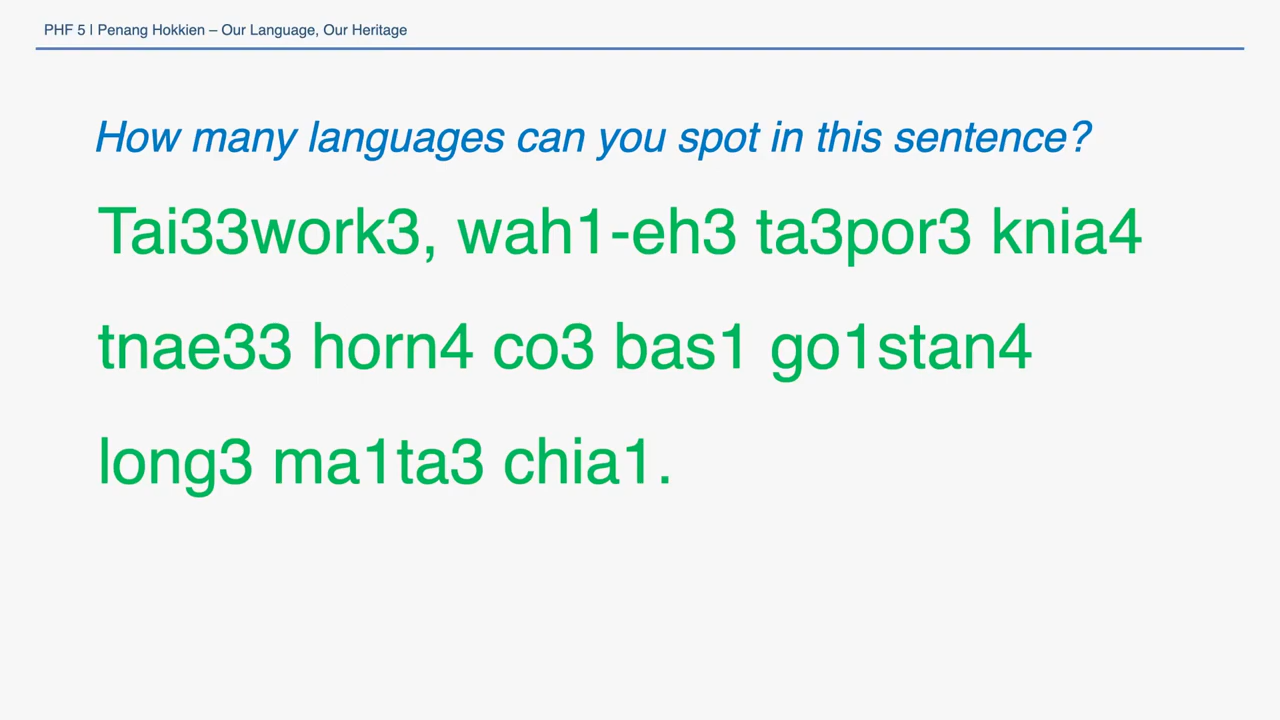 PHF 5 | Penang Hokkien – Our Language, Our Heritage
How many languages can you spot in this sentence?
Tai33work3, wah1-eh3 ta3por3 knia4
tnae33 horn4 co3 bas1 go1stan4
long3 ma1ta3 chia1.